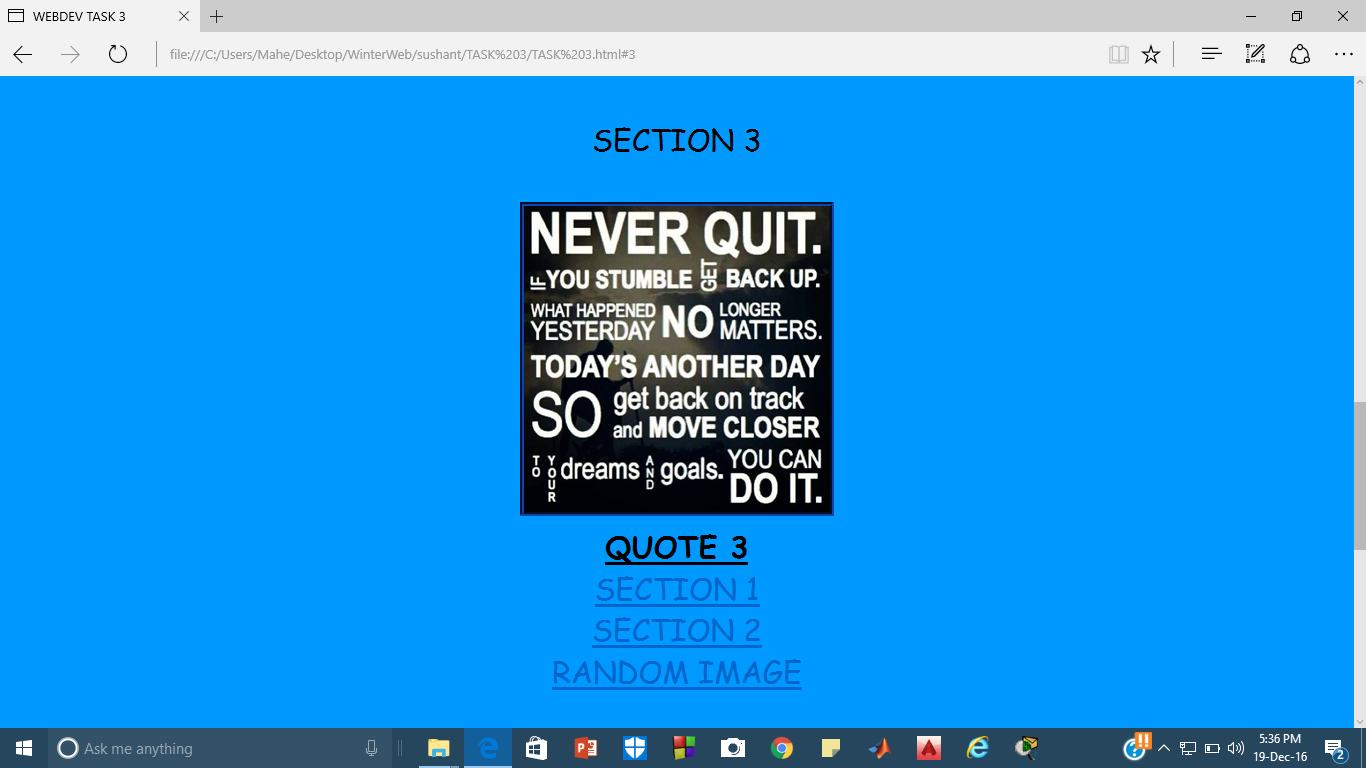 WEBDEV TASK 3
file:///C:/Users/Mahe/Desktop/WinterWeb/sushant/TASK%203/TASK%203.html#3
SECTION 3
NEVER QUIT.
IF YOU STUMBLE GET BACK UP.
WHAT HAPPENED YESTERDAY NO LONGER MATTERS.
TODAY'S ANOTHER DAY
SO get back on track
and MOVE CLOSER
TO YOUR dreams AND goals. YOU CAN
DO IT.
QUOTE 3
SECTION 1
SECTION 2
RANDOM IMAGE
Ask me anything
5:36 PM
19-Dec-16
2